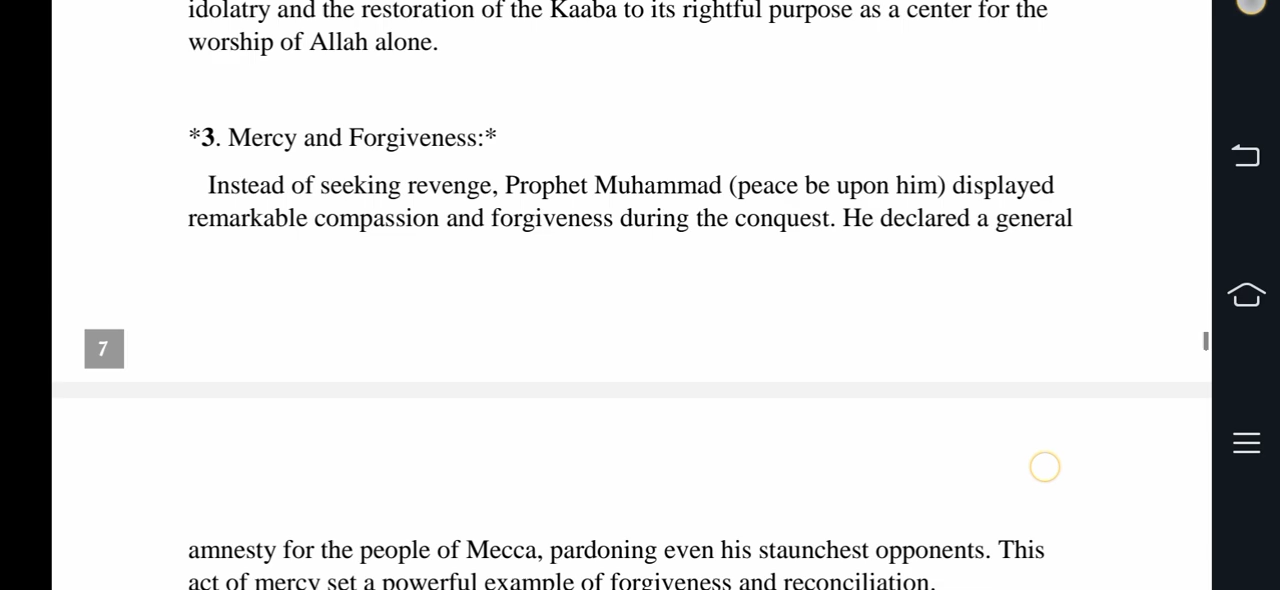 idolatry and the restoration of the Kaaba to its rightful purpose as a center for the
worship of Allah alone.
*3. Mercy and Forgiveness:*
Instead of seeking revenge, Prophet Muhammad (peace be upon him) displayed
remarkable compassion and forgiveness during the conquest. He declared a general
7
amnesty for the people of Mecca, pardoning even his staunchest opponents. This
act of mercy set a powerful example of forgiveness and reconciliation.